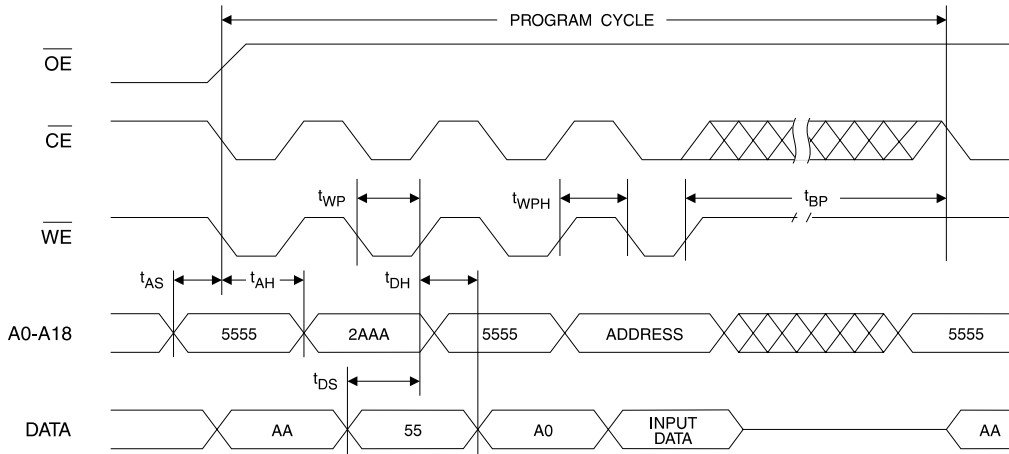 PROGRAM CYCLE
OE
CE
tWP
tWPH
tBP
WE
tAS
tAH
tDH
A0-A18
5555
2AAA
5555
ADDRESS
5555
tDS
DATA
AA
55
A0
INPUT
DATA
AA